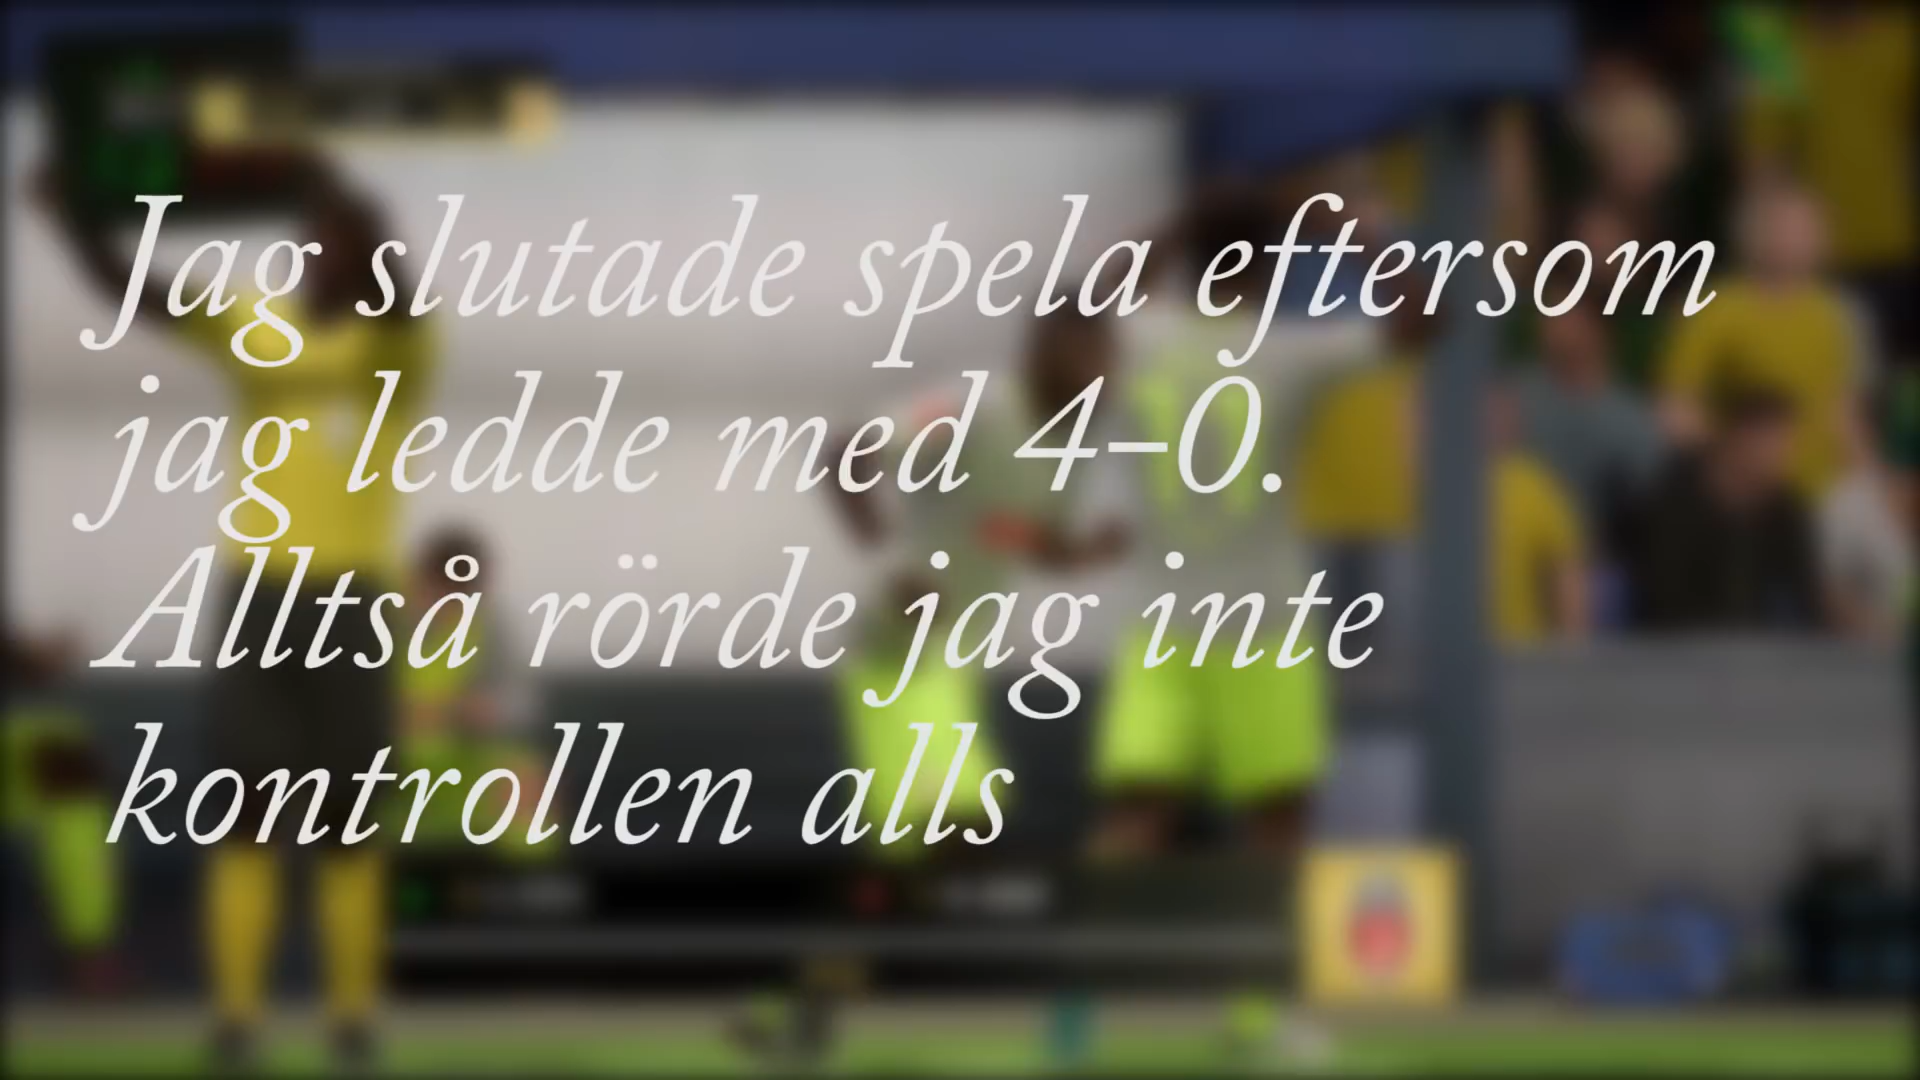 Jag slutade spela eftersom
jag ledde med 4-0.
Alltså rörde jag inte
kontrollen alls